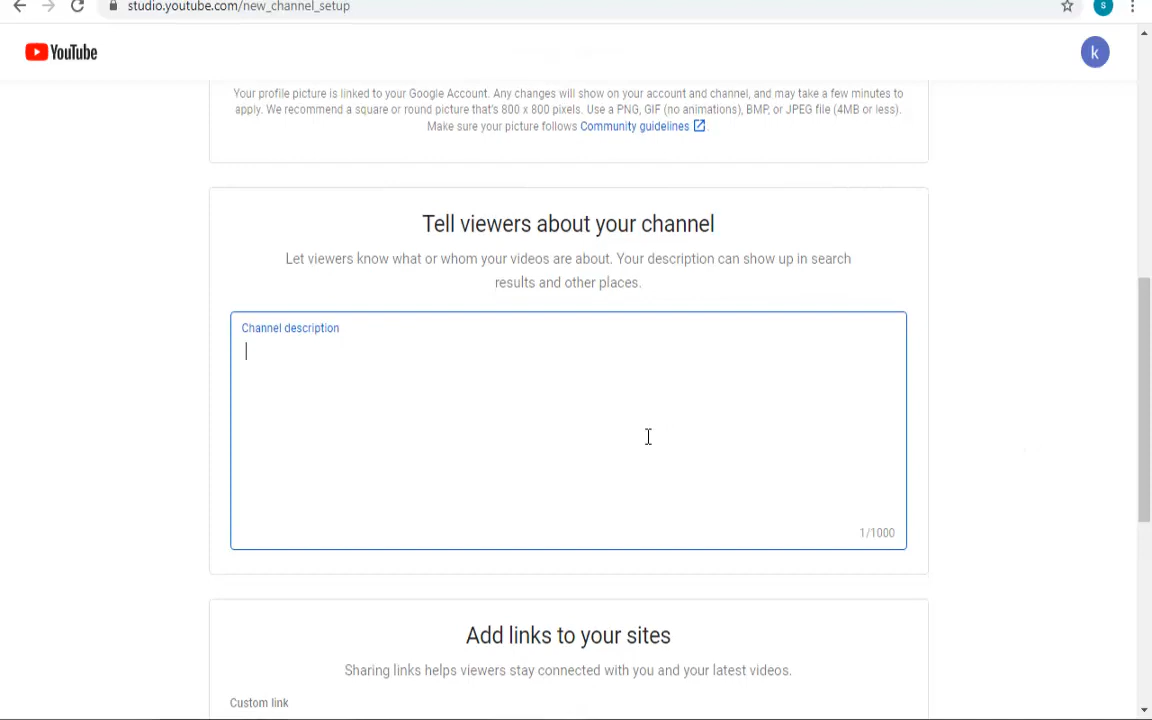 studio.youtube.com/new_channel_setup
s
YouTube
k
Your profile picture is linked to your Google Account. Any changes will show on your account and channel, and may take a few minutes to
apply. We recommend a square or round picture that's 800 x 800 pixels. Use a PNG, GIF (no animations), BMP, or JPEG file (4MB or less).
Make sure your picture follows Community guidelines.
Tell viewers about your channel
Let viewers know what or whom your videos are about. Your description can show up in search
results and other places.
Channel description
1/1000
Add links to your sites
Sharing links helps viewers stay connected with you and your latest videos.
Custom link